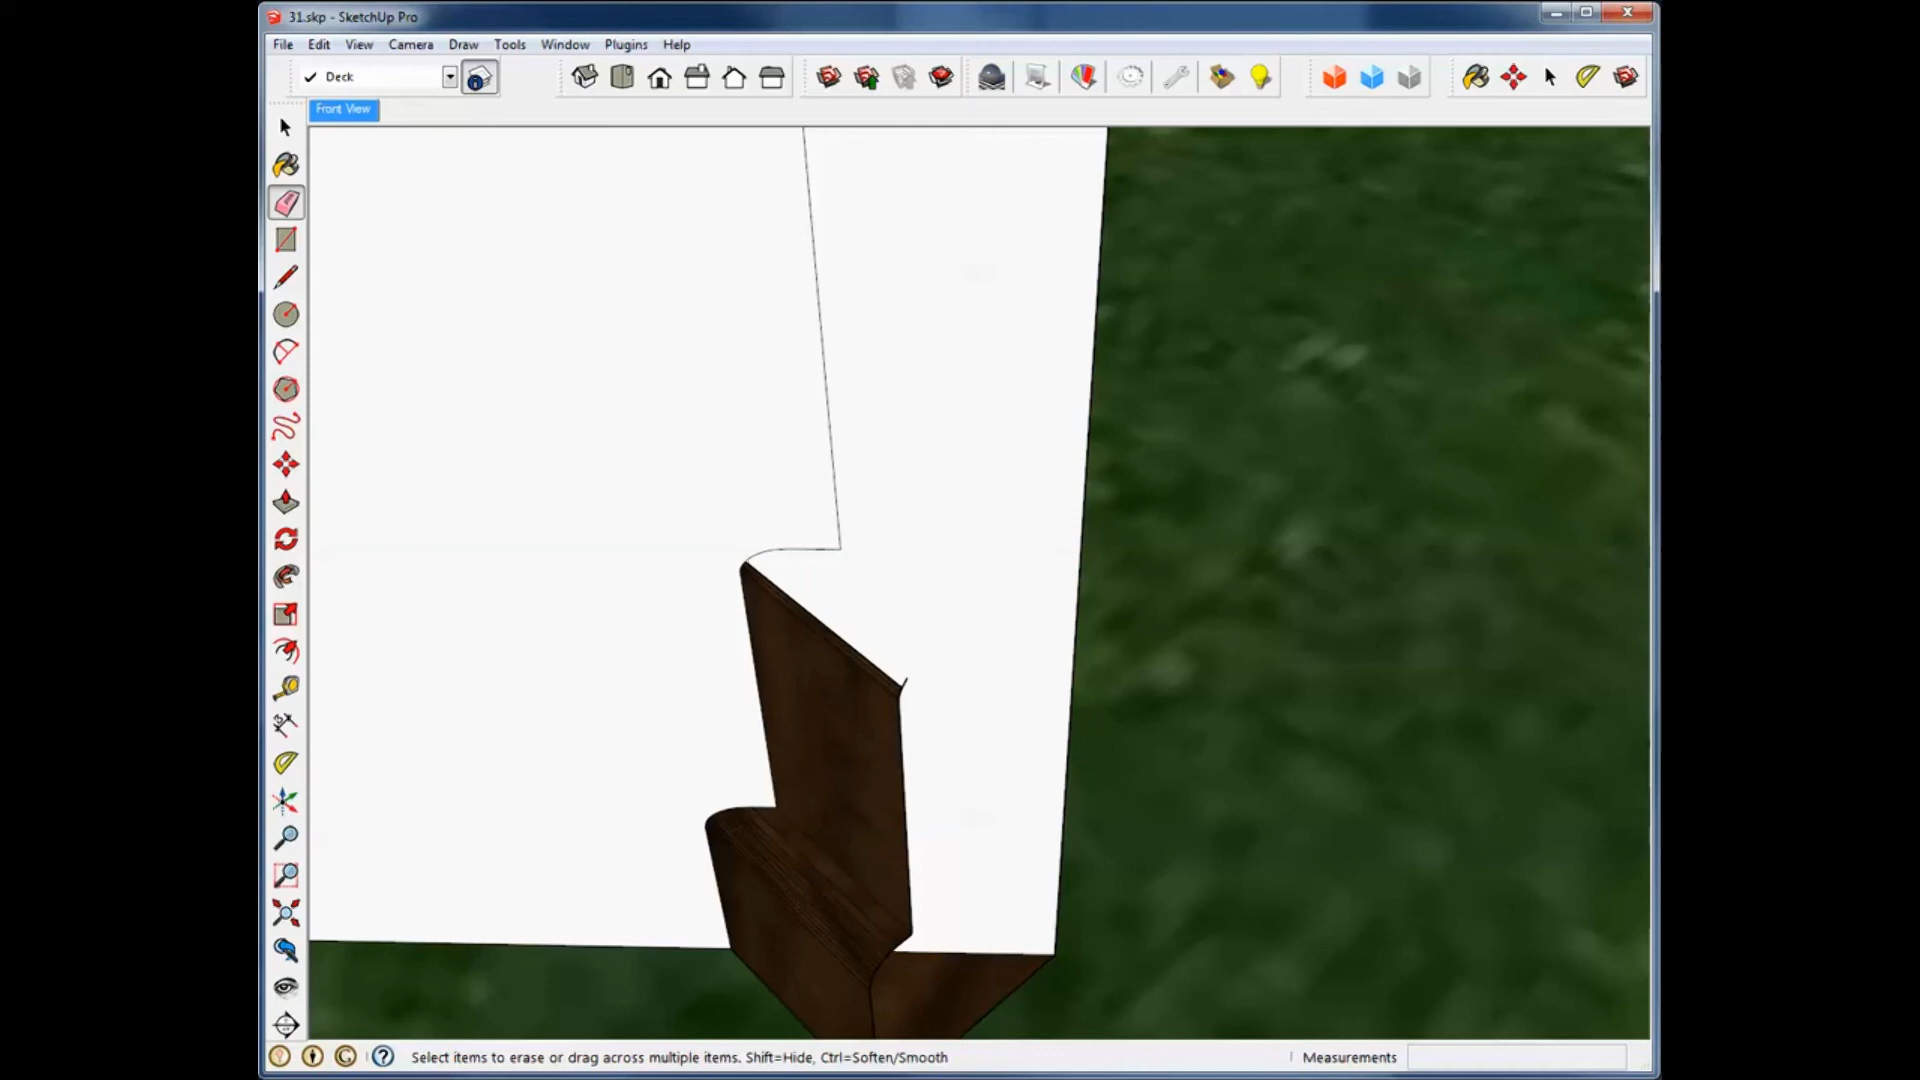 31.skp - SketchUp Pro
File Edit View Camera Draw Tools Window Plugins Help
Deck
Front View
Select items to erase or drag across multiple items. Shift=Hide, Ctrl=Soften/Smooth
Measurements